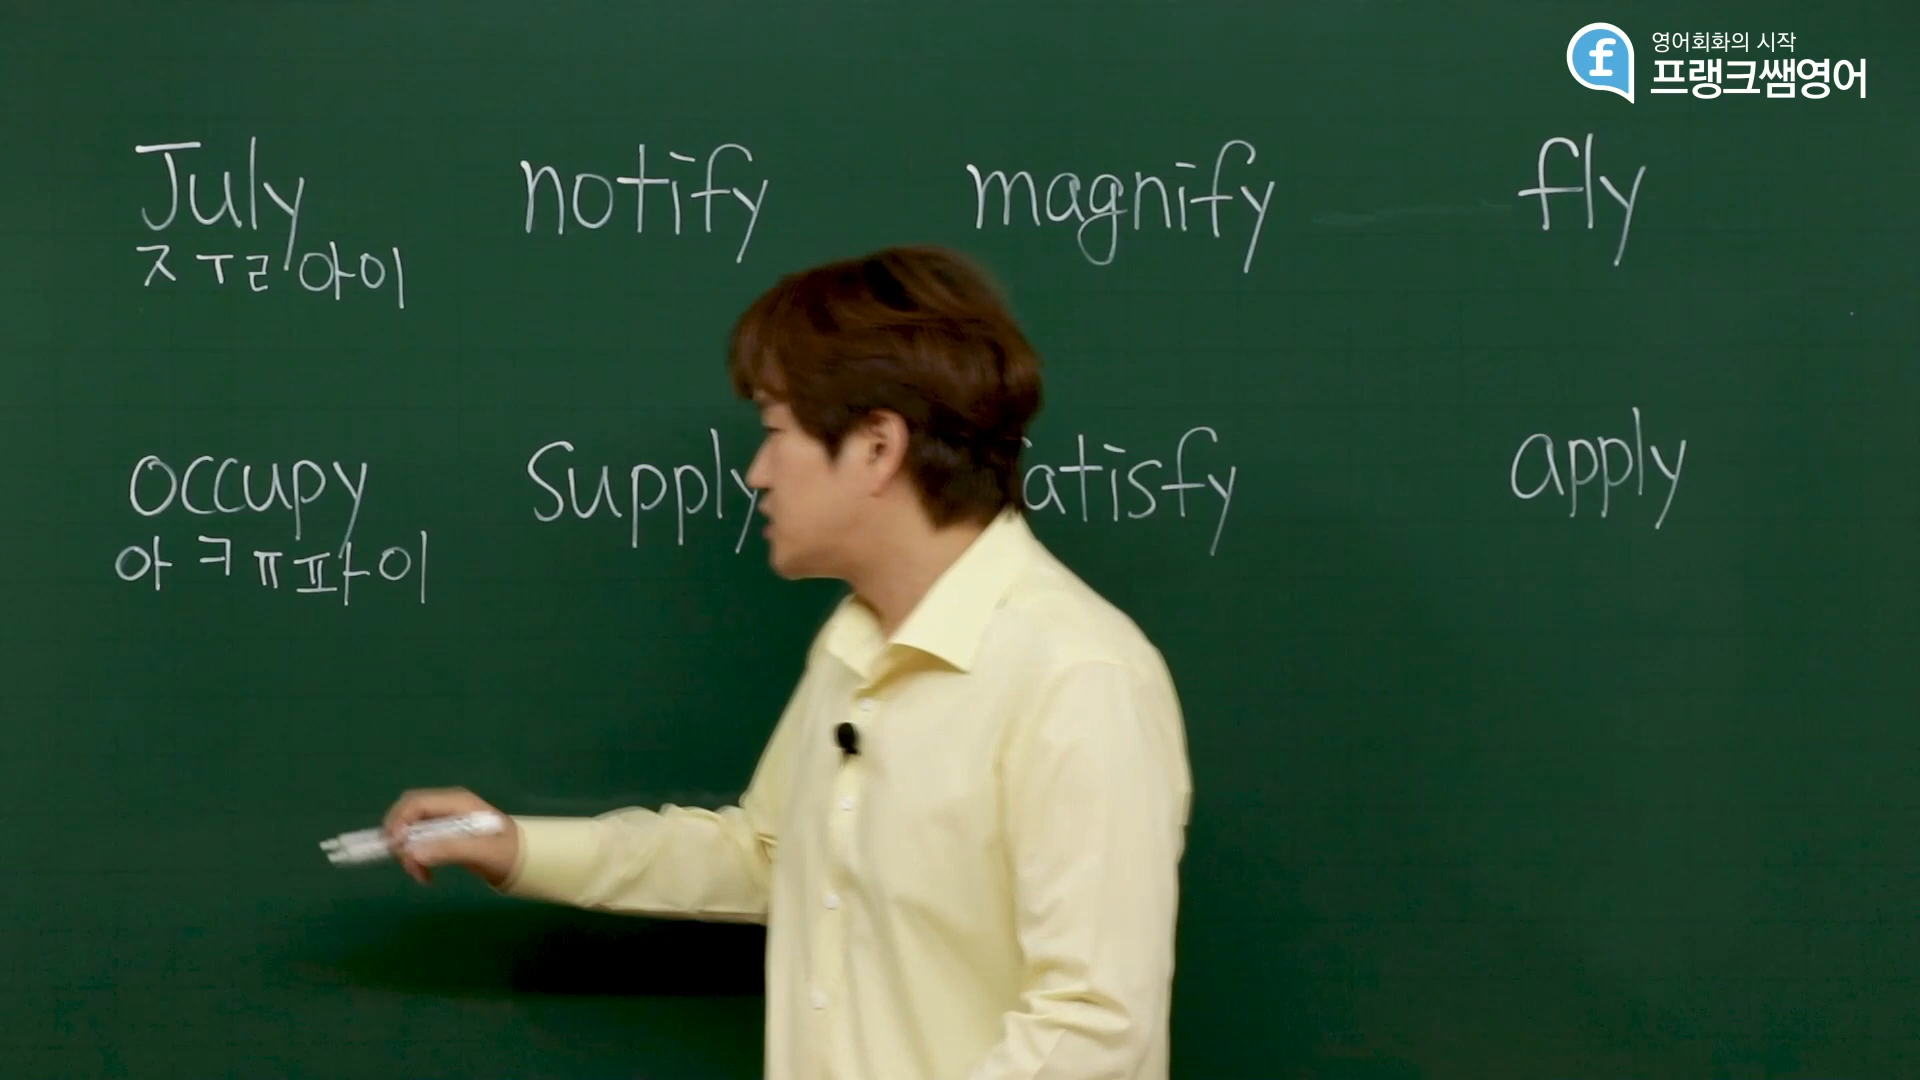 영어회화의 시작
프랭크쌤영어
July notify magnify fly
ㅈㅜㄹ아이
occupy supply atisfy apply
아ㅋㅠ파이